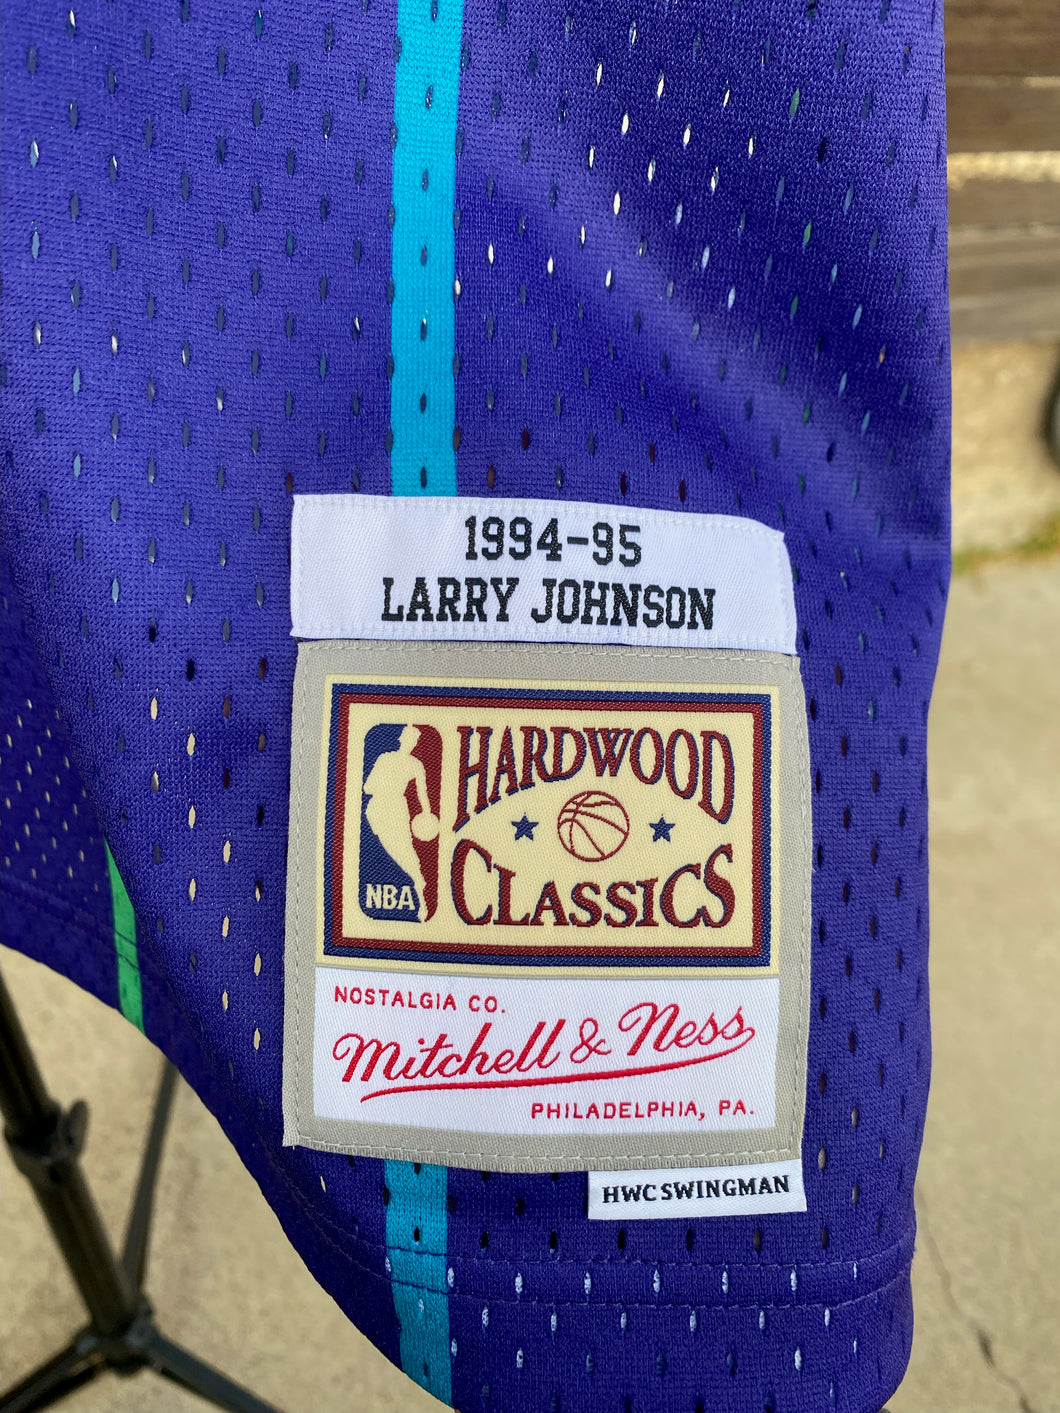 1994-95
LARRY JOHNSON
HARDWOOD
CLASSICS
NBA
NOSTALGIA CO.
Mitchell & Ness
PHILADELPHIA, PA.
HWC SWINGMAN